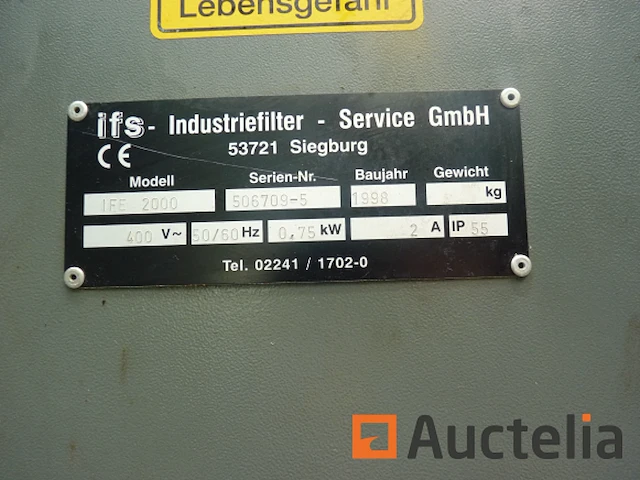 Lebensgefahr
ifs - Industriefilter - Service GmbH
CE 53721 Siegburg
Modell Serien-Nr. Baujahr Gewicht
IFE 2000 506709-5 1998 kg
400 V~ 50/60 Hz 0,75 kW 2 A IP 55
Tel. 02241 / 1702-0
Auctelia